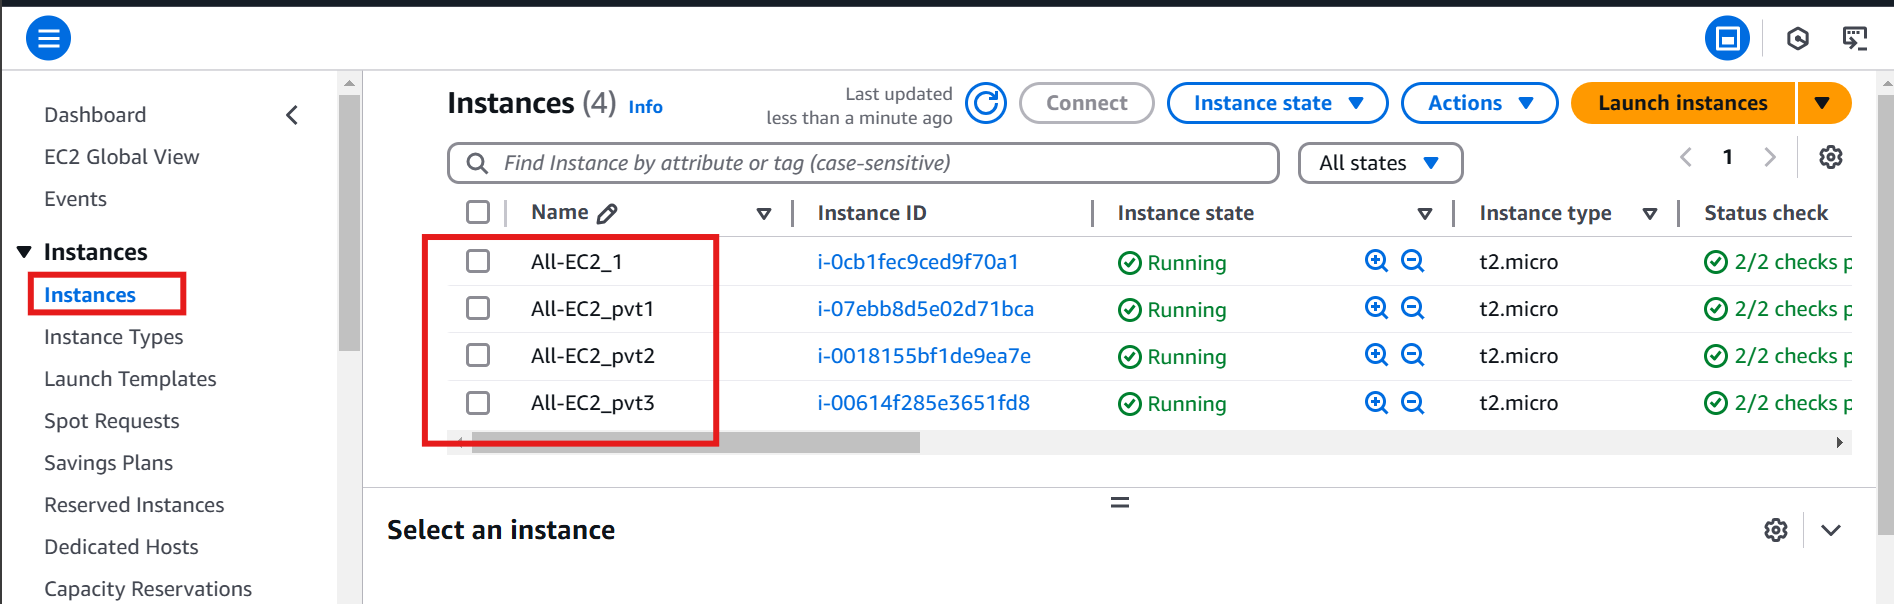 Dashboard
EC2 Global View
Events
Instances
Instances
Instance Types
Launch Templates
Spot Requests
Savings Plans
Reserved Instances
Dedicated Hosts
Capacity Reservations
Instances (4) Info
Last updated
less than a minute ago
Connect
Instance state
Actions
Launch instances
Find Instance by attribute or tag (case-sensitive)
All states
1
Name Instance ID Instance state Instance type Status check
All-EC2_1 i-0cb1fec9ced9f70a1 Running t2.micro 2/2 checks p
All-EC2_pvt1 i-07ebb8d5e02d71bca Running t2.micro 2/2 checks p
All-EC2_pvt2 i-0018155bf1de9ea7e Running t2.micro 2/2 checks p
All-EC2_pvt3 i-00614f285e3651fd8 Running t2.micro 2/2 checks p
Select an instance